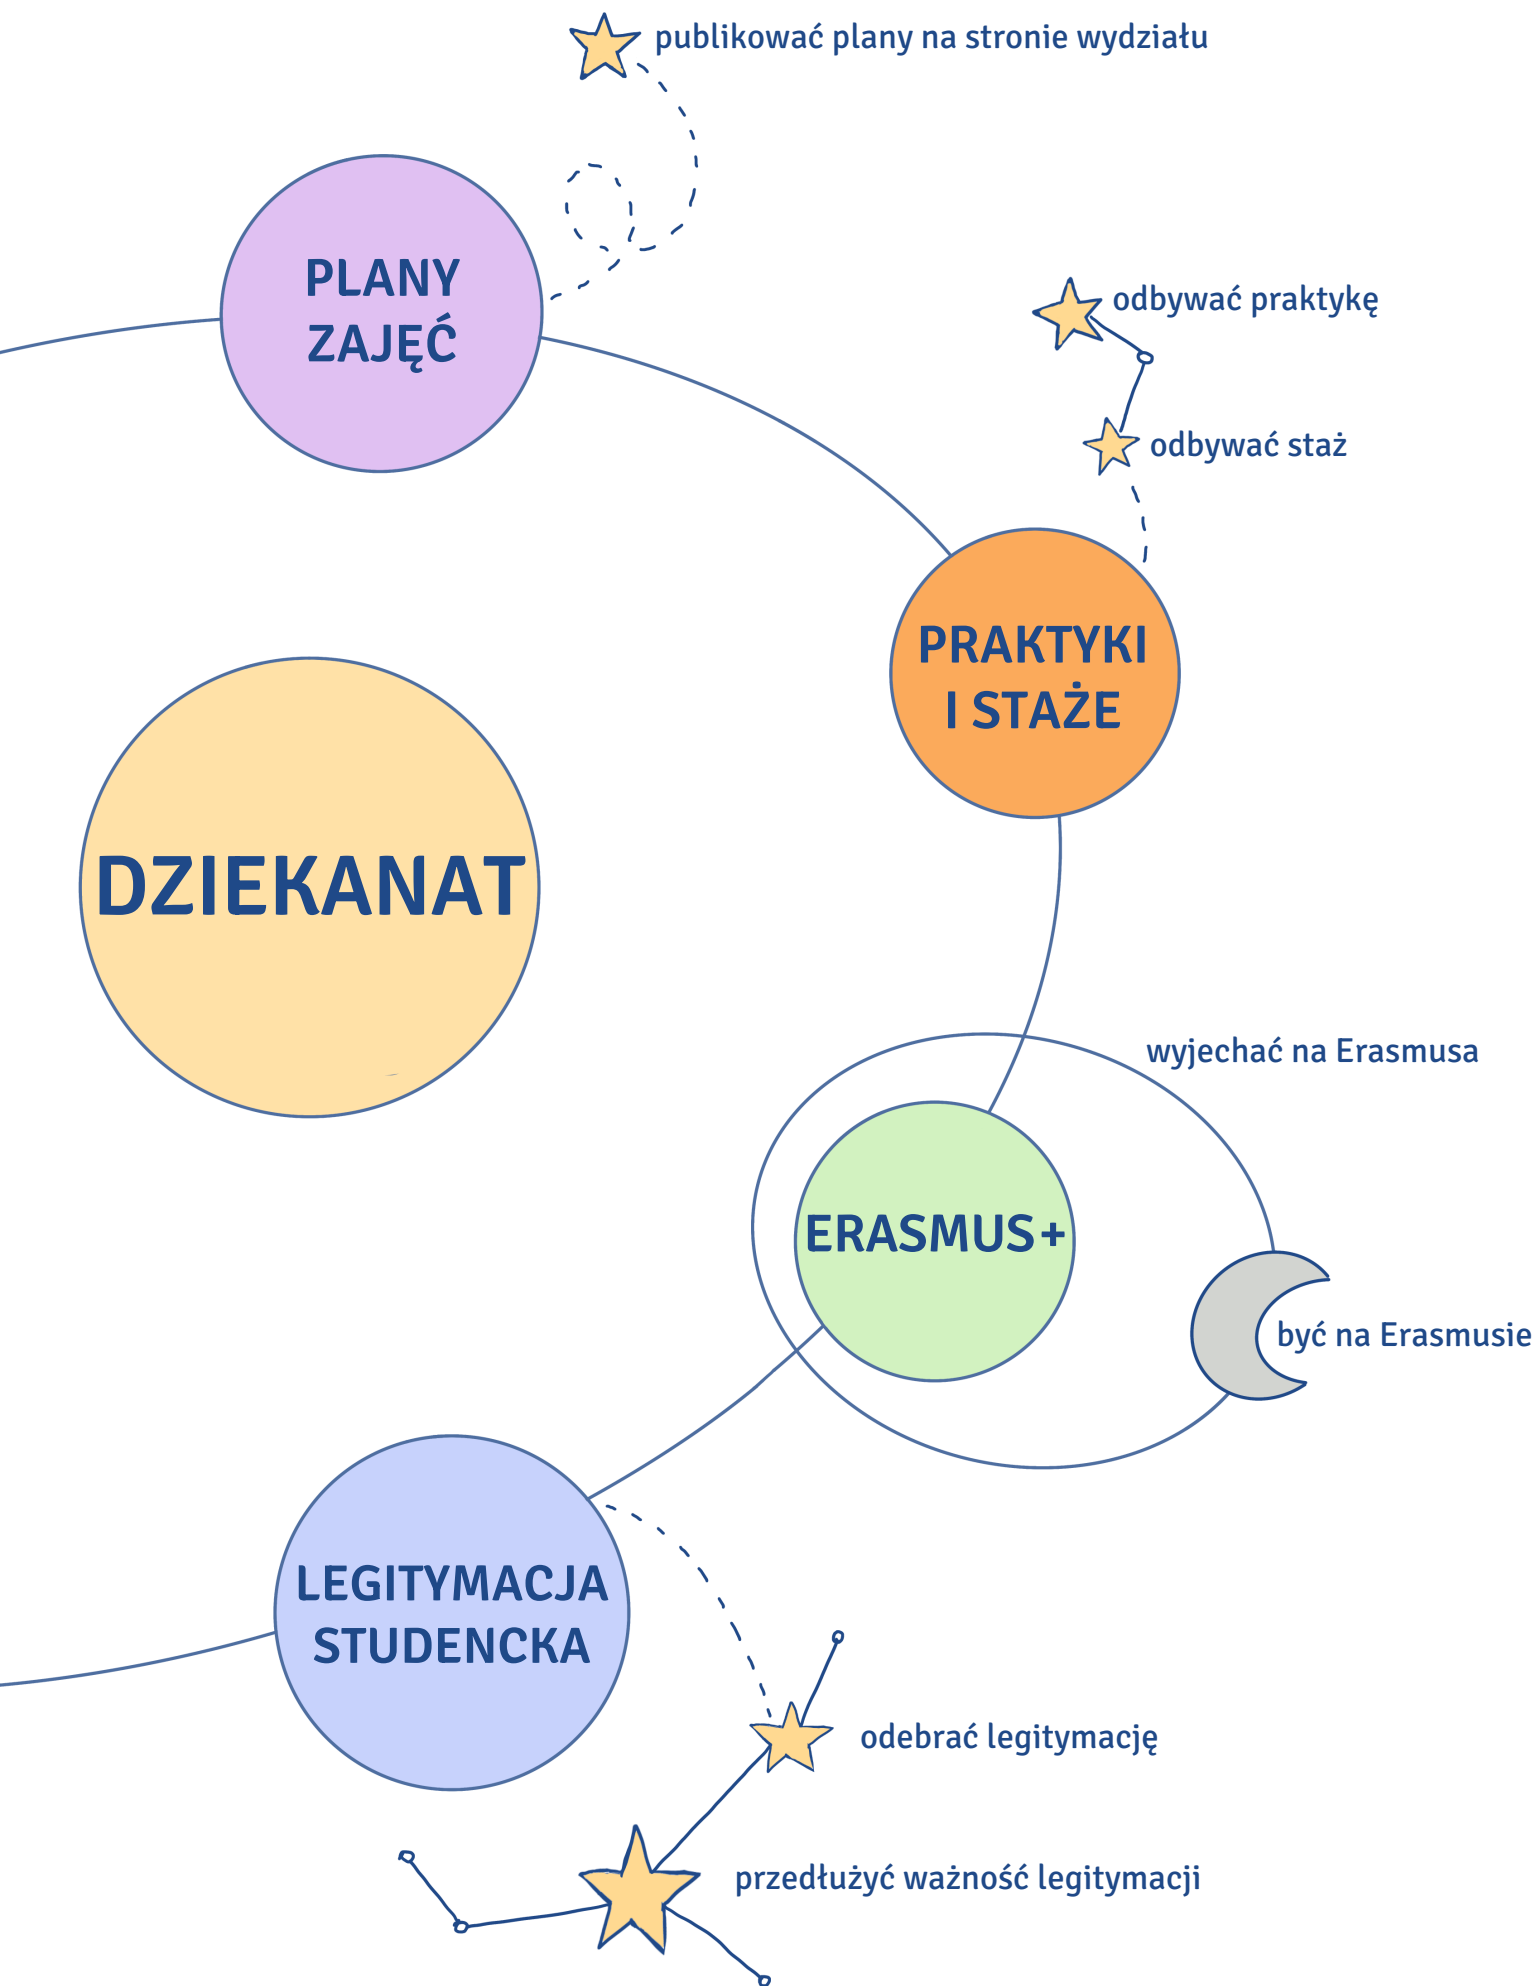 publikować plany na stronie wydziału
PLANY
ZAJĘĆ
odbywać praktykę
odbywać staż
PRAKTYKI
I STAŻE
DZIEKANAT
wyjechać na Erasmusa
ERASMUS+
być na Erasmusie
LEGITYMACJA
STUDENCKA
odebrać legitymację
przedłużyć ważność legitymacji